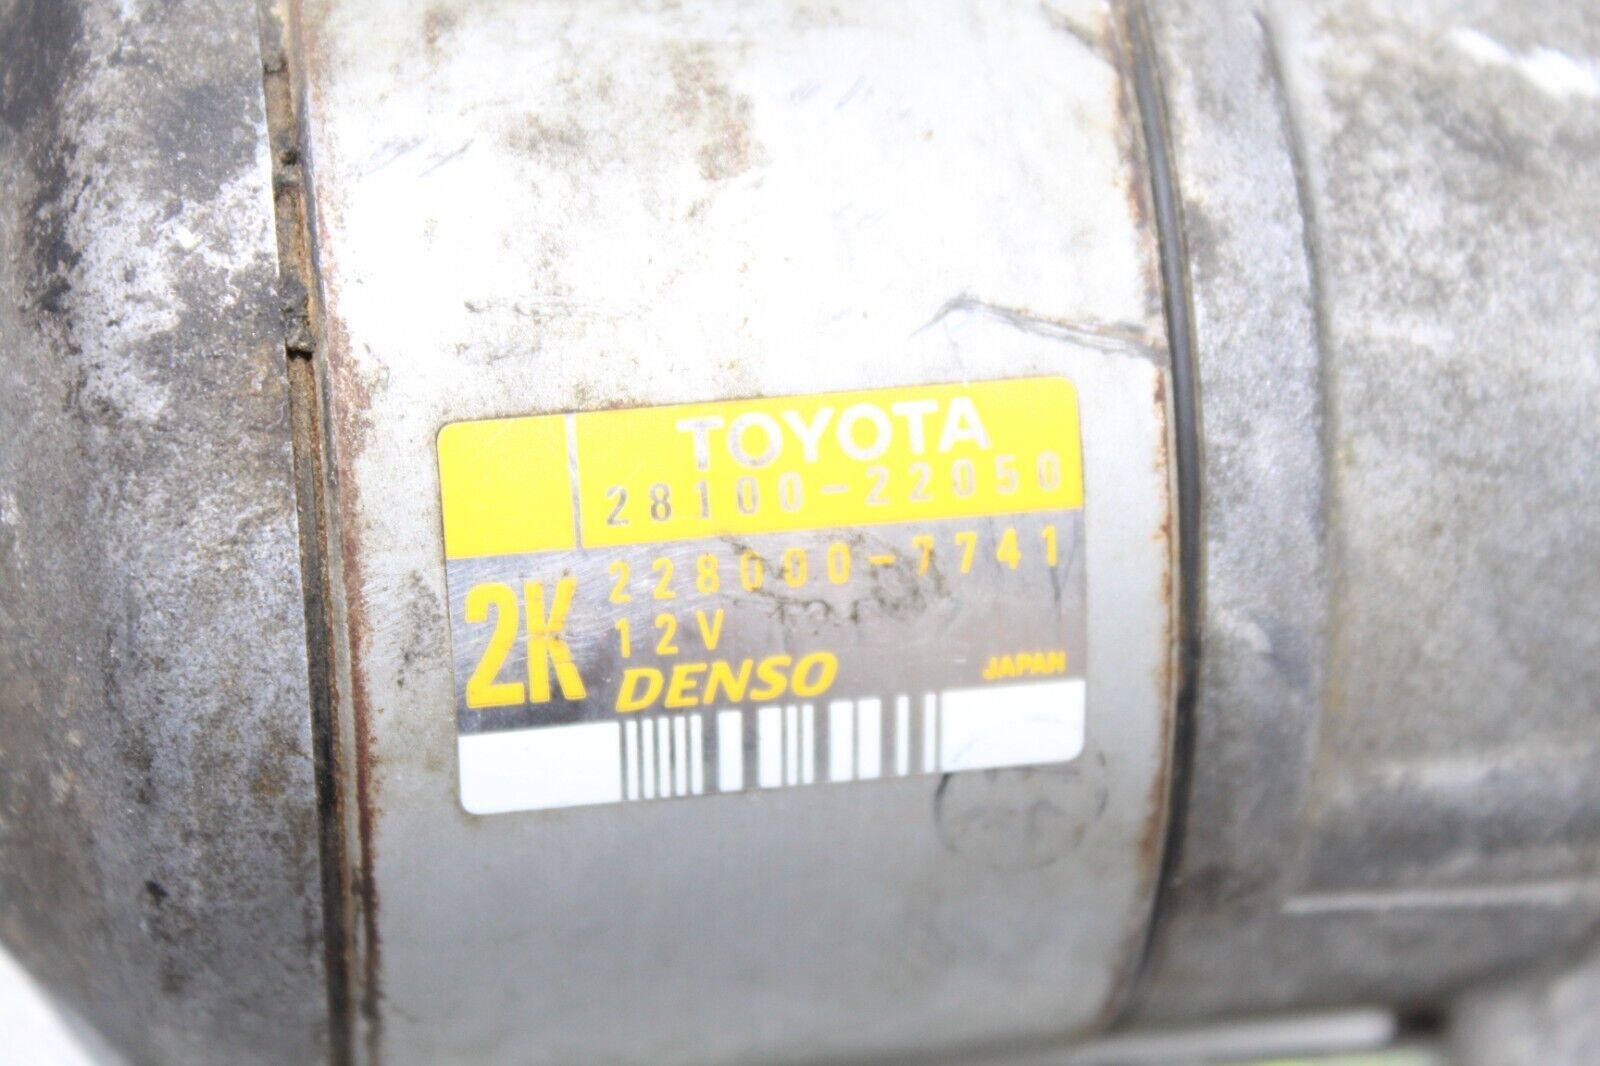 TOYOTA
28100-22050
2K
228000-7741
12V
DENSO
JAPAN